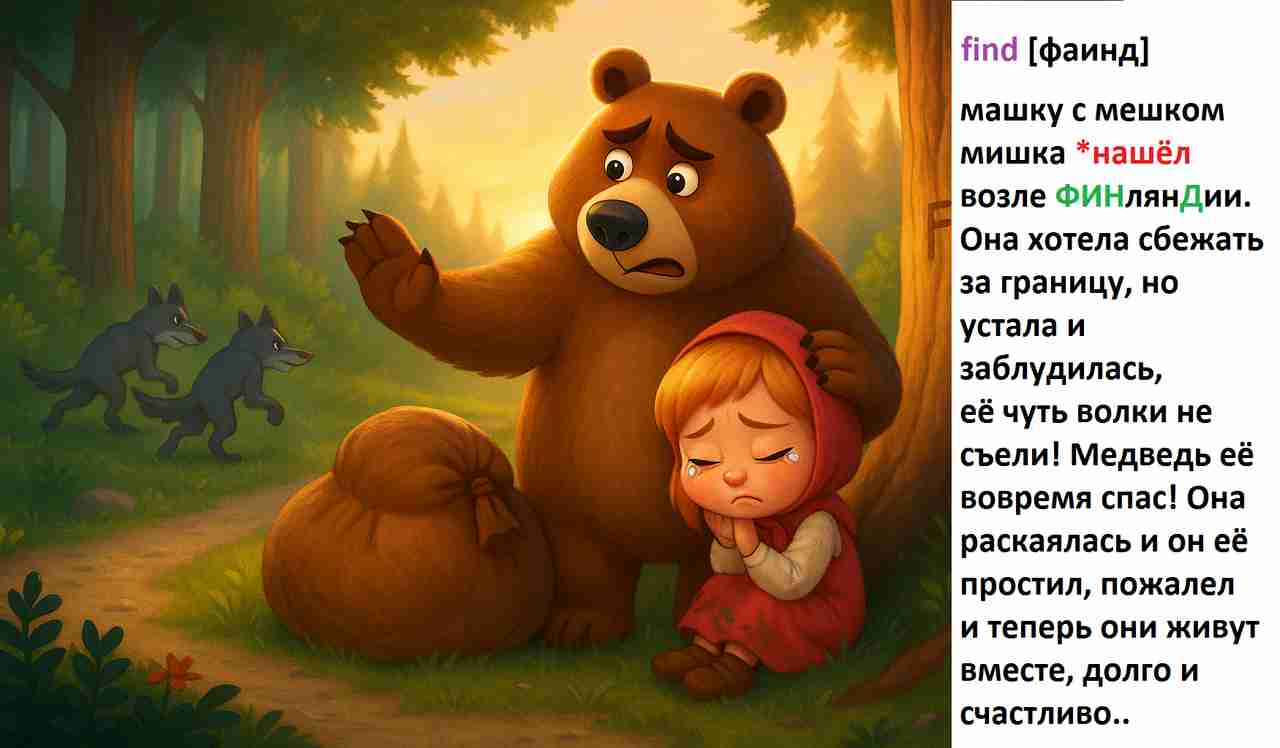 find [фаинд]
машку с мешком
мишка *нашёл
возле ФИНлянДии.
Она хотела сбежать
за границу, но
устала и
заблудилась,
её чуть волки не
съели! Медведь её
вовремя спас! Она
раскаялась и он её
простил, пожалел
и теперь они живут
вместе, долго и
счастливо..
F